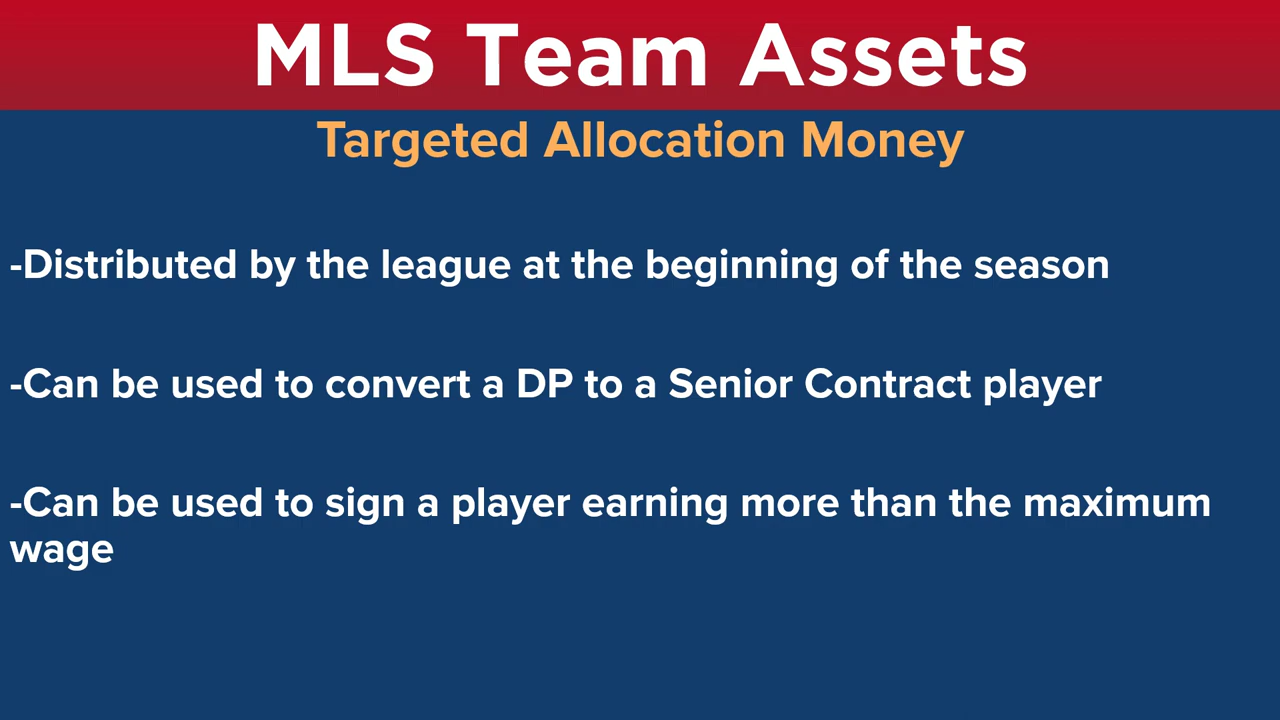 MLS Team Assets
Targeted Allocation Money
-Distributed by the league at the beginning of the season
-Can be used to convert a DP to a Senior Contract player
-Can be used to sign a player earning more than the maximum
wage